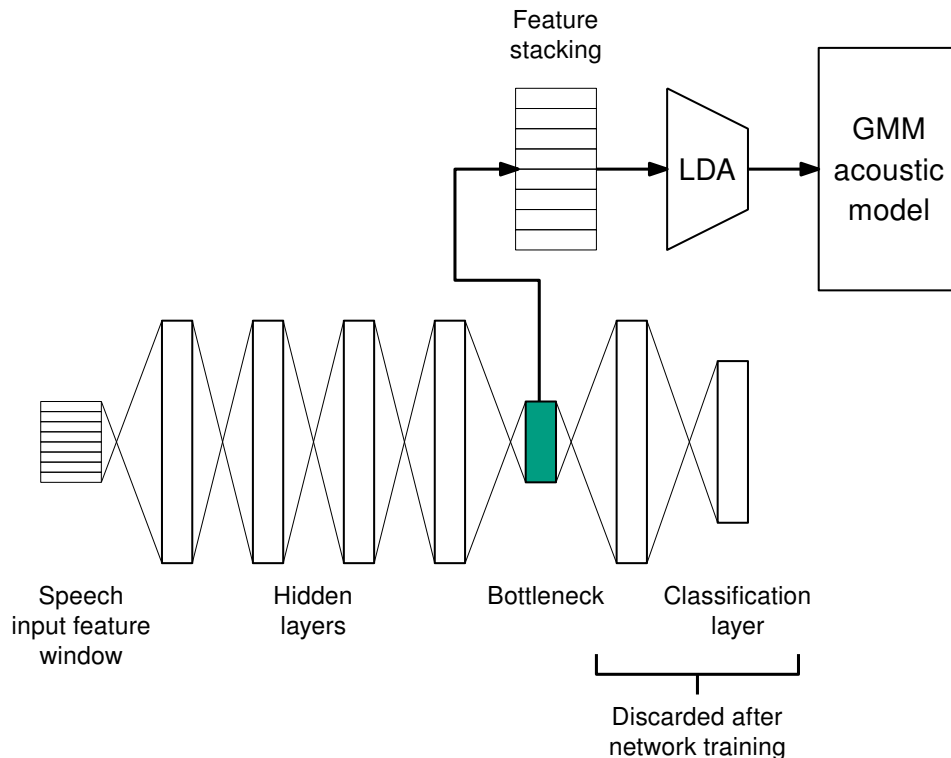 Feature
stacking
LDA
GMM
acoustic
model
Speech
input feature
window
Hidden
layers
Bottleneck
Classification
layer
Discarded after
network training